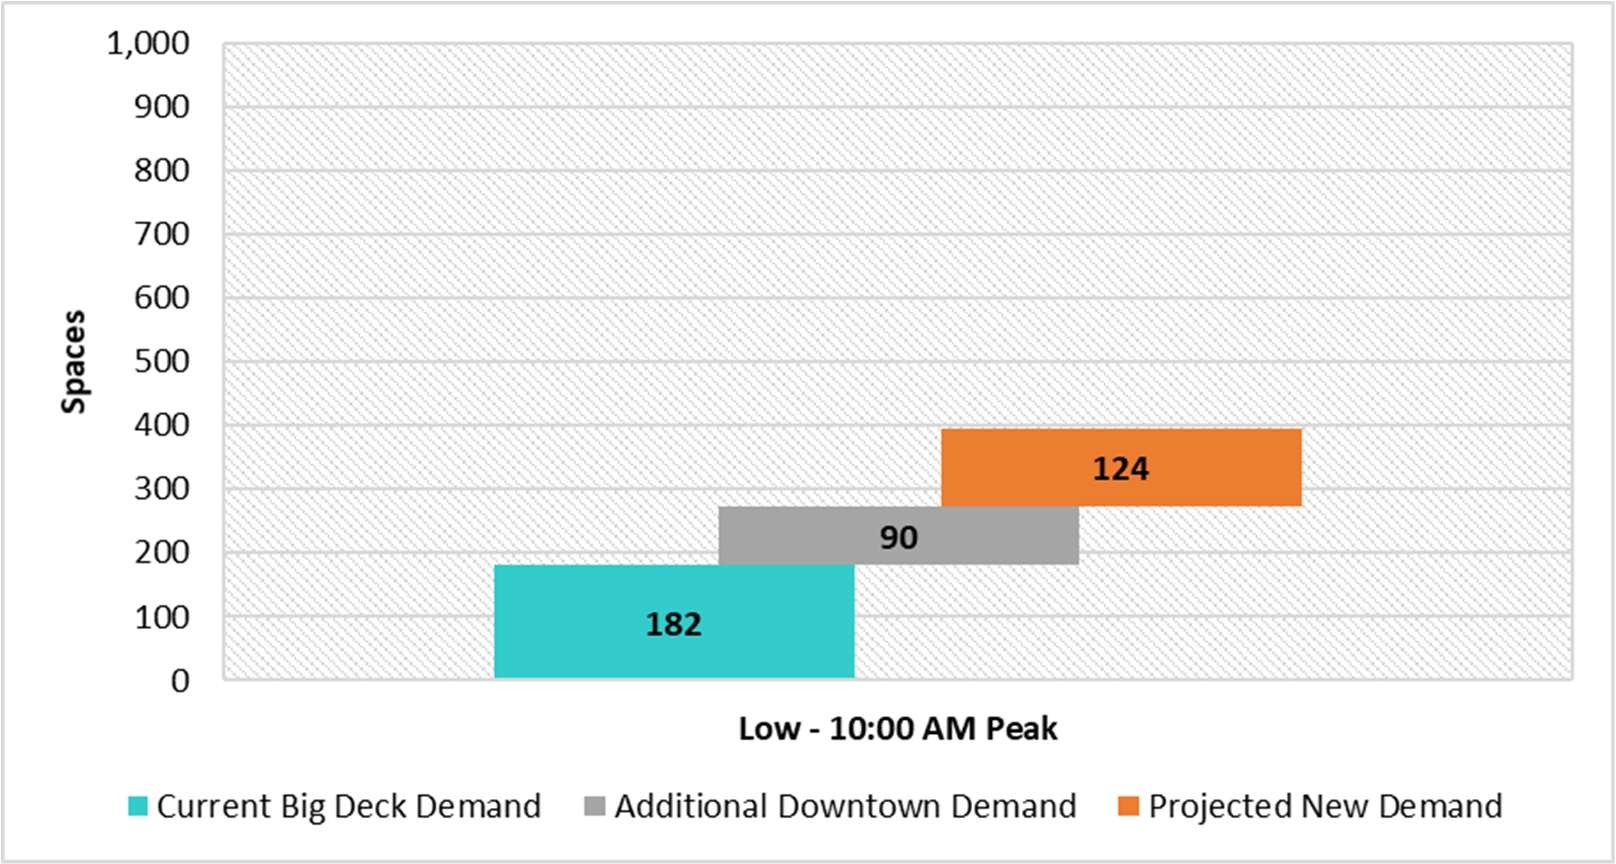 1,000
900
800
700
600
500
400
300
200
100
0
Spaces
124
90
182
Low - 10:00 AM Peak
Current Big Deck Demand
Additional Downtown Demand
Projected New Demand